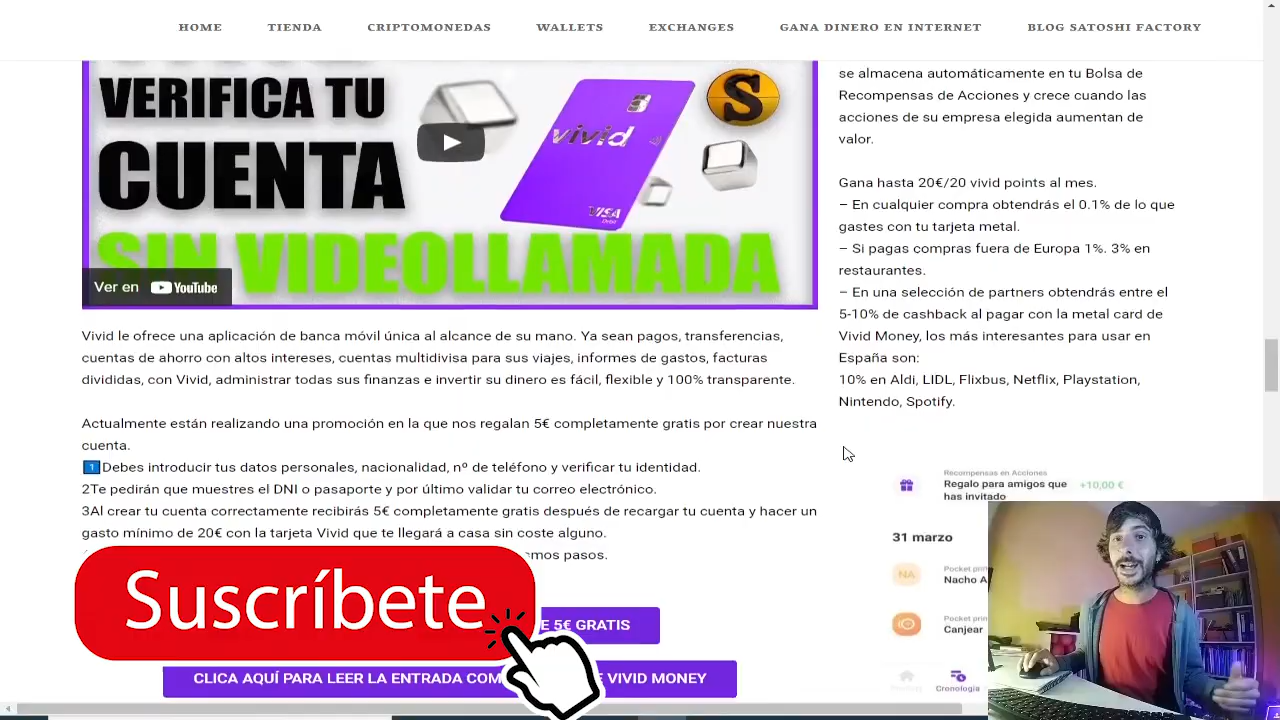 HOME
TIENDA
CRIPTOMONEDAS
WALLETS
EXCHANGES
GANA DINERO EN INTERNET
BLOG SATOSHI FACTORY
VERIFICA TU
CUENTA
SIN VIDEOLLAMADA
vivid
VISA
Debit
S
Ver en YouTube
Vivid le ofrece una aplicación de banca móvil única al alcance de su mano. Ya sean pagos, transferencias,
cuentas de ahorro con altos intereses, cuentas multidivisa para sus viajes, informes de gastos, facturas
divididas, con Vivid, administrar todas sus finanzas e invertir su dinero es fácil, flexible y 100% transparente.
Actualmente están realizando una promoción en la que nos regalan 5€ completamente gratis por crear nuestra
cuenta.
1Debes introducir tus datos personales, nacionalidad, nº de teléfono y verificar tu identidad.
2Te pedirán que muestres el DNI o pasaporte y por último validar tu correo electrónico.
3Al crear tu cuenta correctamente recibirás 5€ completamente gratis después de recargar tu cuenta y hacer un
gasto mínimo de 20€ con la tarjeta Vivid que te llegará a casa sin coste alguno.
pasos.
Suscríbete
5€ GRATIS
CLICA AQUÍ PARA LEER LA ENTRADA VIVID MONEY
se almacena automáticamente en tu Bolsa de
Recompensas de Acciones y crece cuando las
acciones de su empresa elegida aumentan de
valor.
Gana hasta 20€/20 vivid points al mes.
– En cualquier compra obtendrás el 0.1% de lo que
gastes con tu tarjeta metal.
– Si pagas compras fuera de Europa 1%. 3% en
restaurantes.
– En una selección de partners obtendrás entre el
5-10% de cashback al pagar con la metal card de
Vivid Money, los más interesantes para usar en
España son:
10% en Aldi, LIDL, Flixbus, Netflix, Playstation,
Nintendo, Spotify.
Recompensas en Acciones
Regalo para amigos que
has invitado
+10,00 €
31 marzo
NA
Pocket
Nacho A
Pocket
Canjear
Cronología